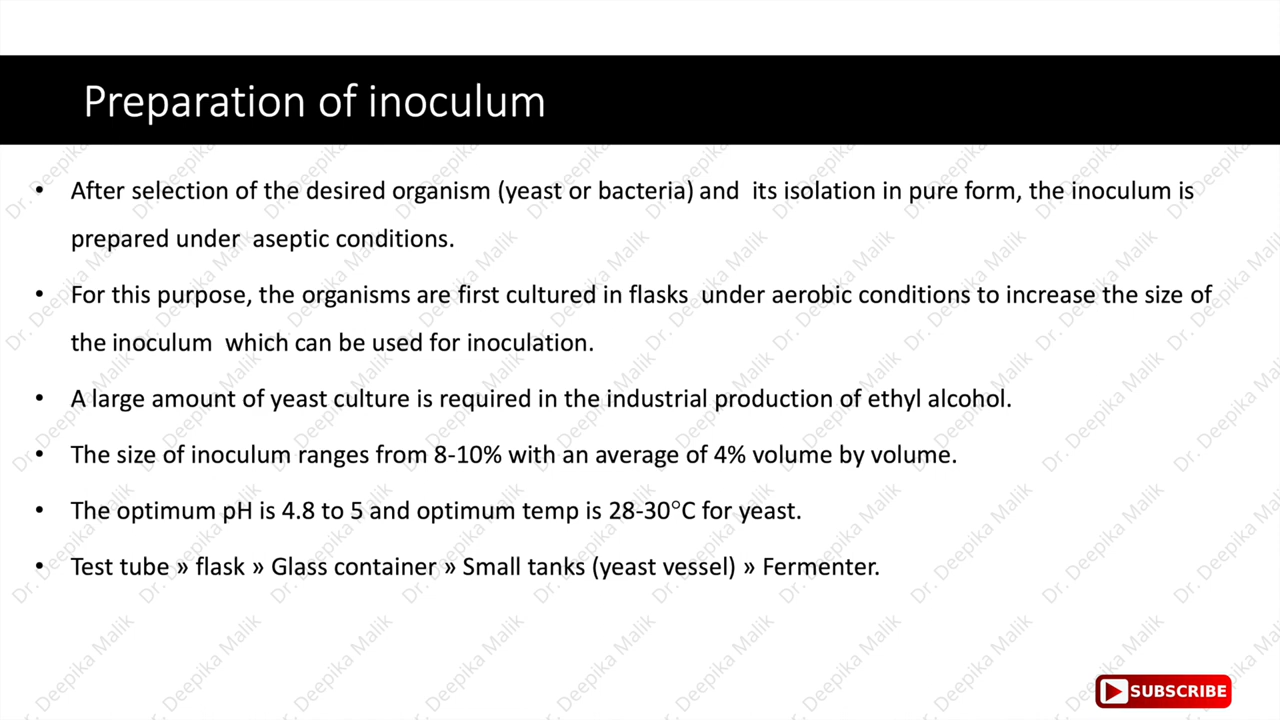 Preparation of inoculum
• After selection of the desired organism (yeast or bacteria) and its isolation in pure form, the inoculum is
prepared under aseptic conditions.
• For this purpose, the organisms are first cultured in flasks under aerobic conditions to increase the size of
the inoculum which can be used for inoculation.
• A large amount of yeast culture is required in the industrial production of ethyl alcohol.
• The size of inoculum ranges from 8-10% with an average of 4% volume by volume.
• The optimum pH is 4.8 to 5 and optimum temp is 28-30°C for yeast.
• Test tube » flask » Glass container » Small tanks (yeast vessel) » Fermenter.
Dr. Deepika Malik
SUBSCRIBE